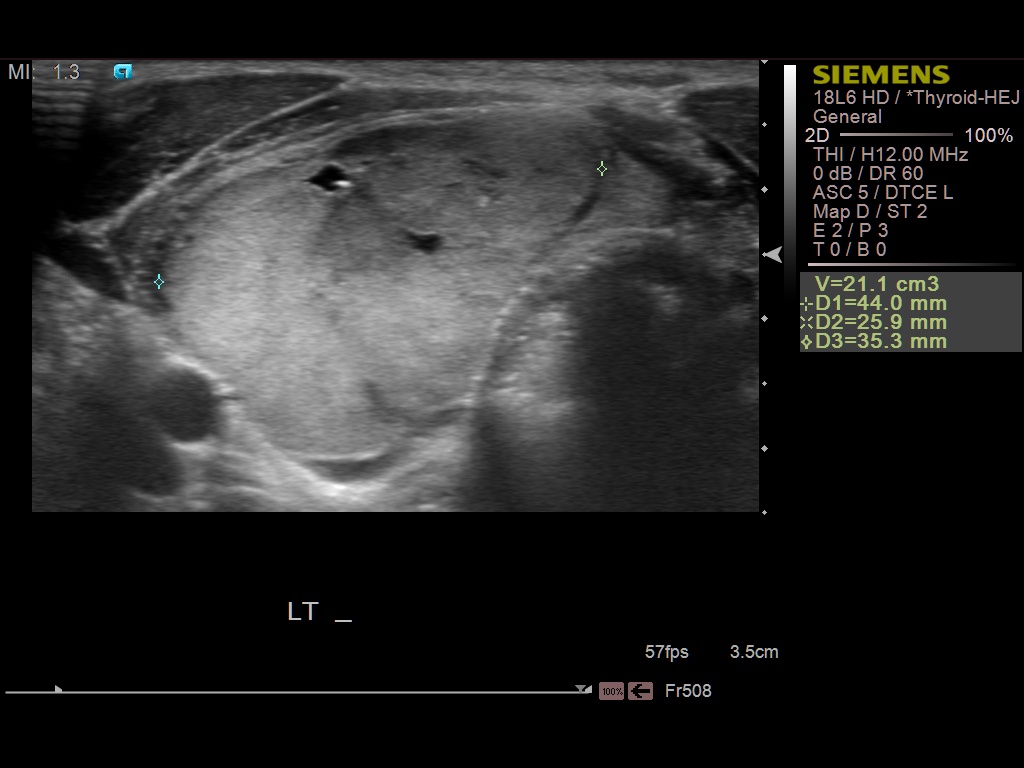 MI: 1.3
SIEMENS
18L6 HD / *Thyroid-HEJ
General
2D 100%
THI / H12.00 MHz
0 dB / DR 60
ASC 5 / DTCE L
Map D / ST 2
E 2 / P 3
T 0 / B 0
V=21.1 cm3
D1=44.0 mm
D2=25.9 mm
D3=35.3 mm
LT _
57fps 3.5cm
100% Fr508